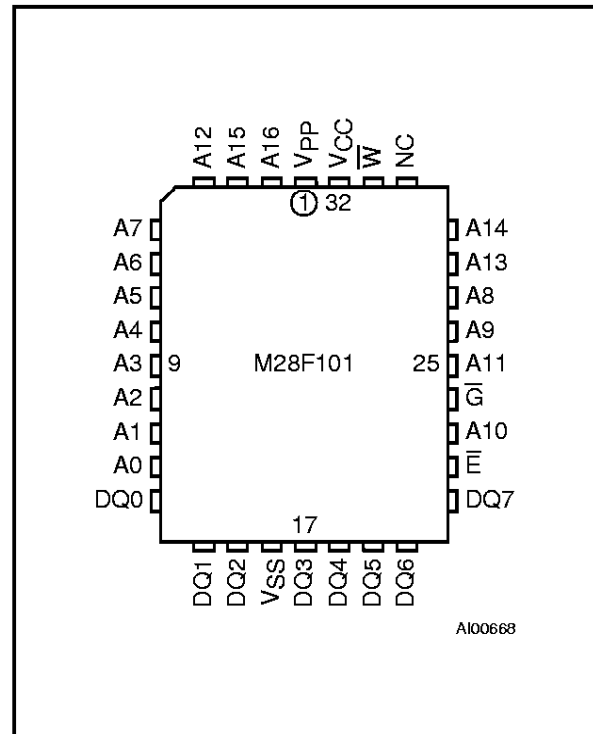 A12 A15 A16 VPP VCC W̅ NC
1 32
A7 A14
A6 A13
A5 A8
A4 A9
A3 9 M28F101 25 A11
A2 G̅
A1 A10
A0 E̅
DQ0 DQ7
17
DQ1 DQ2 VSS DQ3 DQ4 DQ5 DQ6
AI00668